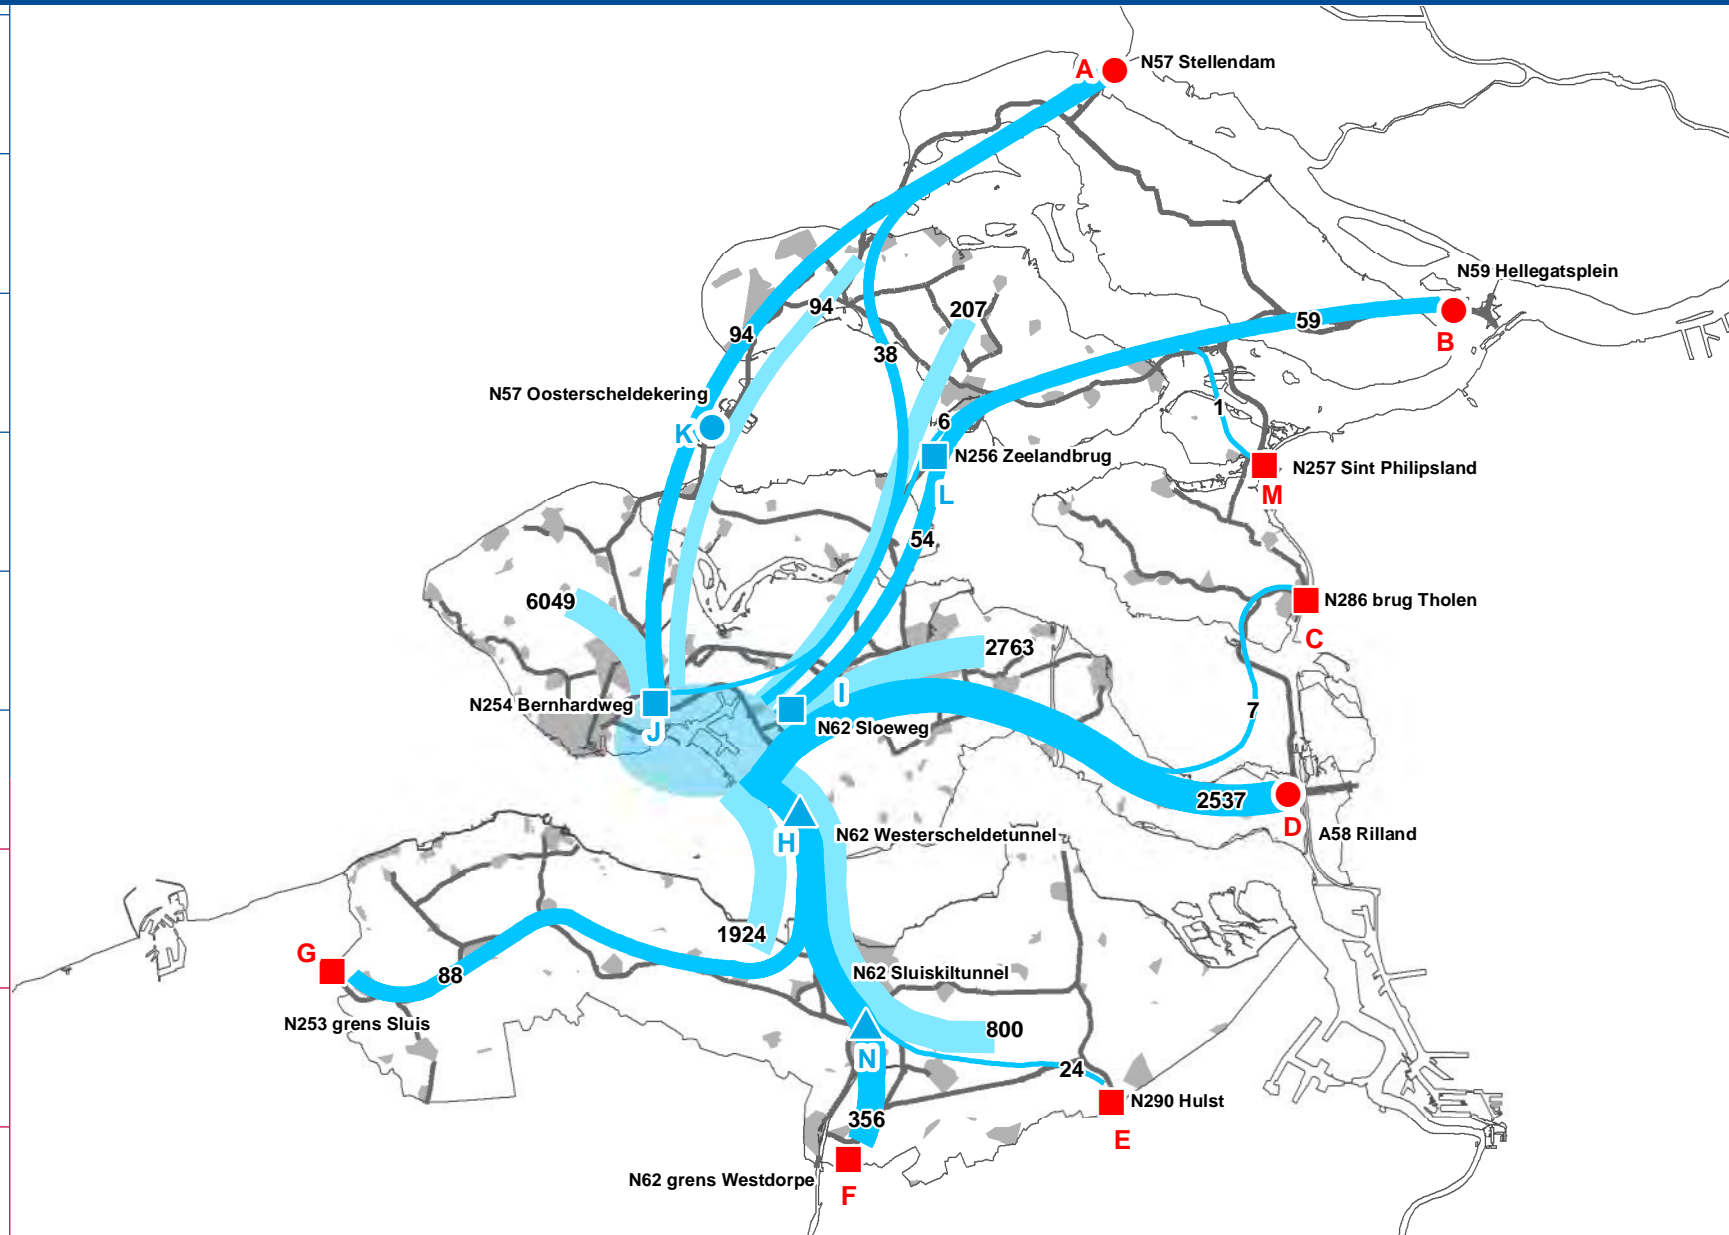 A
N57 Stellendam
N59 Hellegatsplein
94
207
59
94
B
38
N57 Oosterscheldekering
1
6
K
N256 Zeelandbrug
N257 Sint Philipsland
L
M
54
6049
N286 brug Tholen
C
2763
I
N254 Bernhardweg
7
J
N62 Sloeweg
2537
D
N62 Westerscheldetunnel
A58 Rilland
H
1924
G
N62 Sluiskiltunnel
88
N253 grens Sluis
800
N
24
N290 Hulst
356
E
N62 grens Westdorpe
F